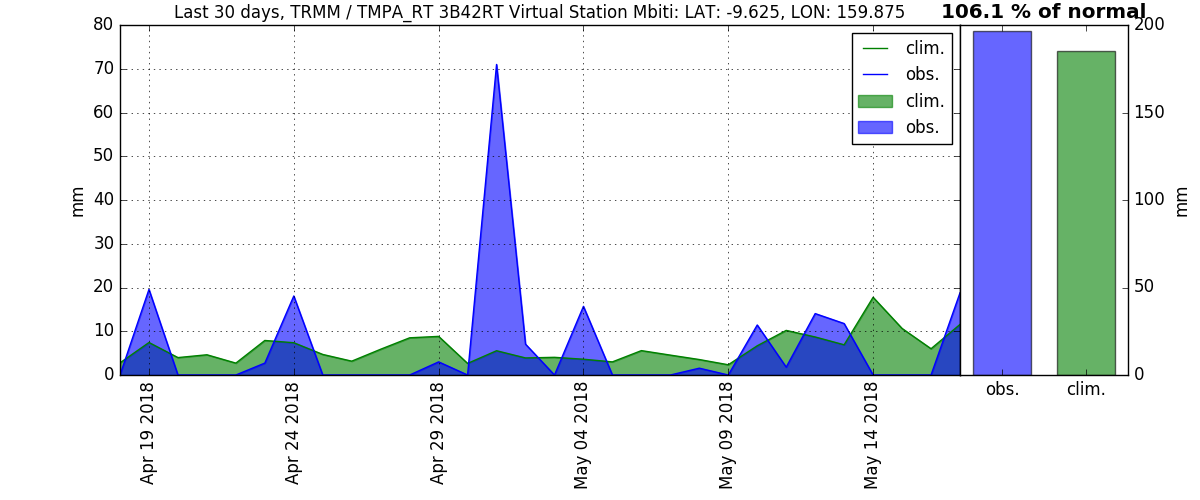 Last 30 days, TRMM / TMPA_RT 3B42RT Virtual Station Mbiti: LAT: -9.625, LON: 159.875
106.1 % of normal
80
70
60
50
40
30
20
10
0
mm
clim.
obs.
clim.
obs.
Apr 19 2018
Apr 24 2018
Apr 29 2018
May 04 2018
May 09 2018
May 14 2018
200
150
100
50
0
mm
obs.
clim.